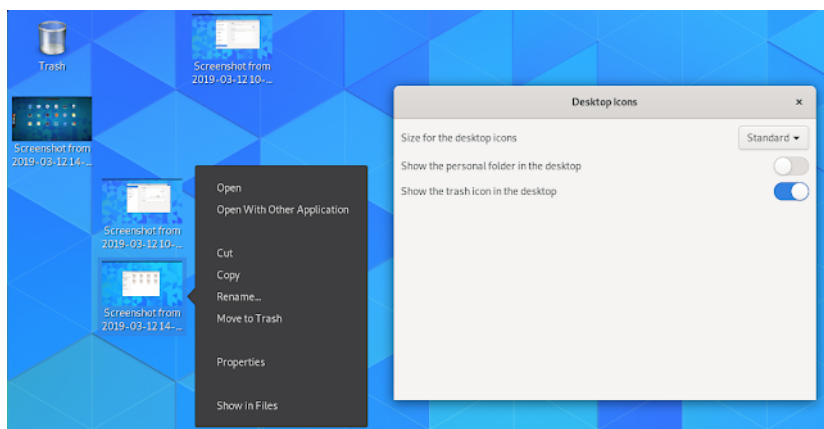 Trash
Screenshot from
2019-03-12 10-...
Screenshot from
2019-03-12 14-...
Screenshot from
2019-03-12 10-...
Screenshot from
2019-03-12 14-...
Open
Open With Other Application
Cut
Copy
Rename...
Move to Trash
Properties
Show in Files
Desktop Icons
×
Size for the desktop icons
Standard
Show the personal folder in the desktop
Show the trash icon in the desktop